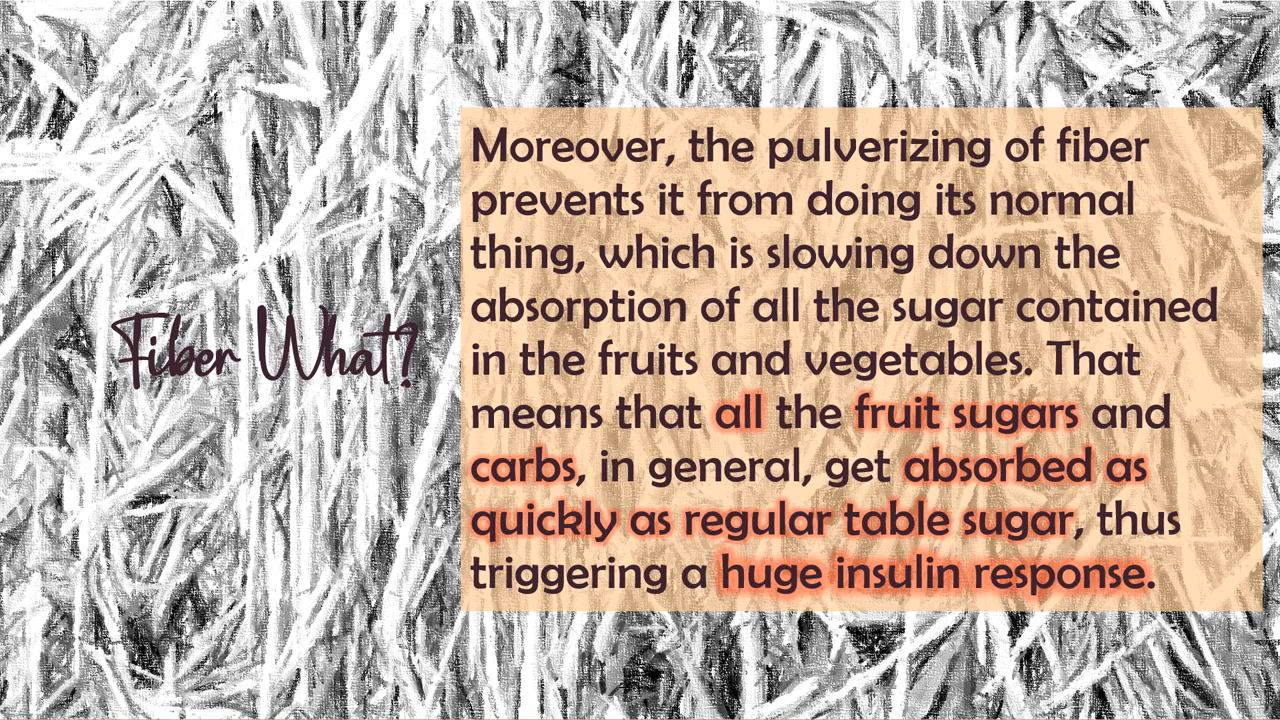 Fiber What?
Moreover, the pulverizing of fiber
prevents it from doing its normal
thing, which is slowing down the
absorption of all the sugar contained
in the fruits and vegetables. That
means that all the fruit sugars and
carbs, in general, get absorbed as
quickly as regular table sugar, thus
triggering a huge insulin response.